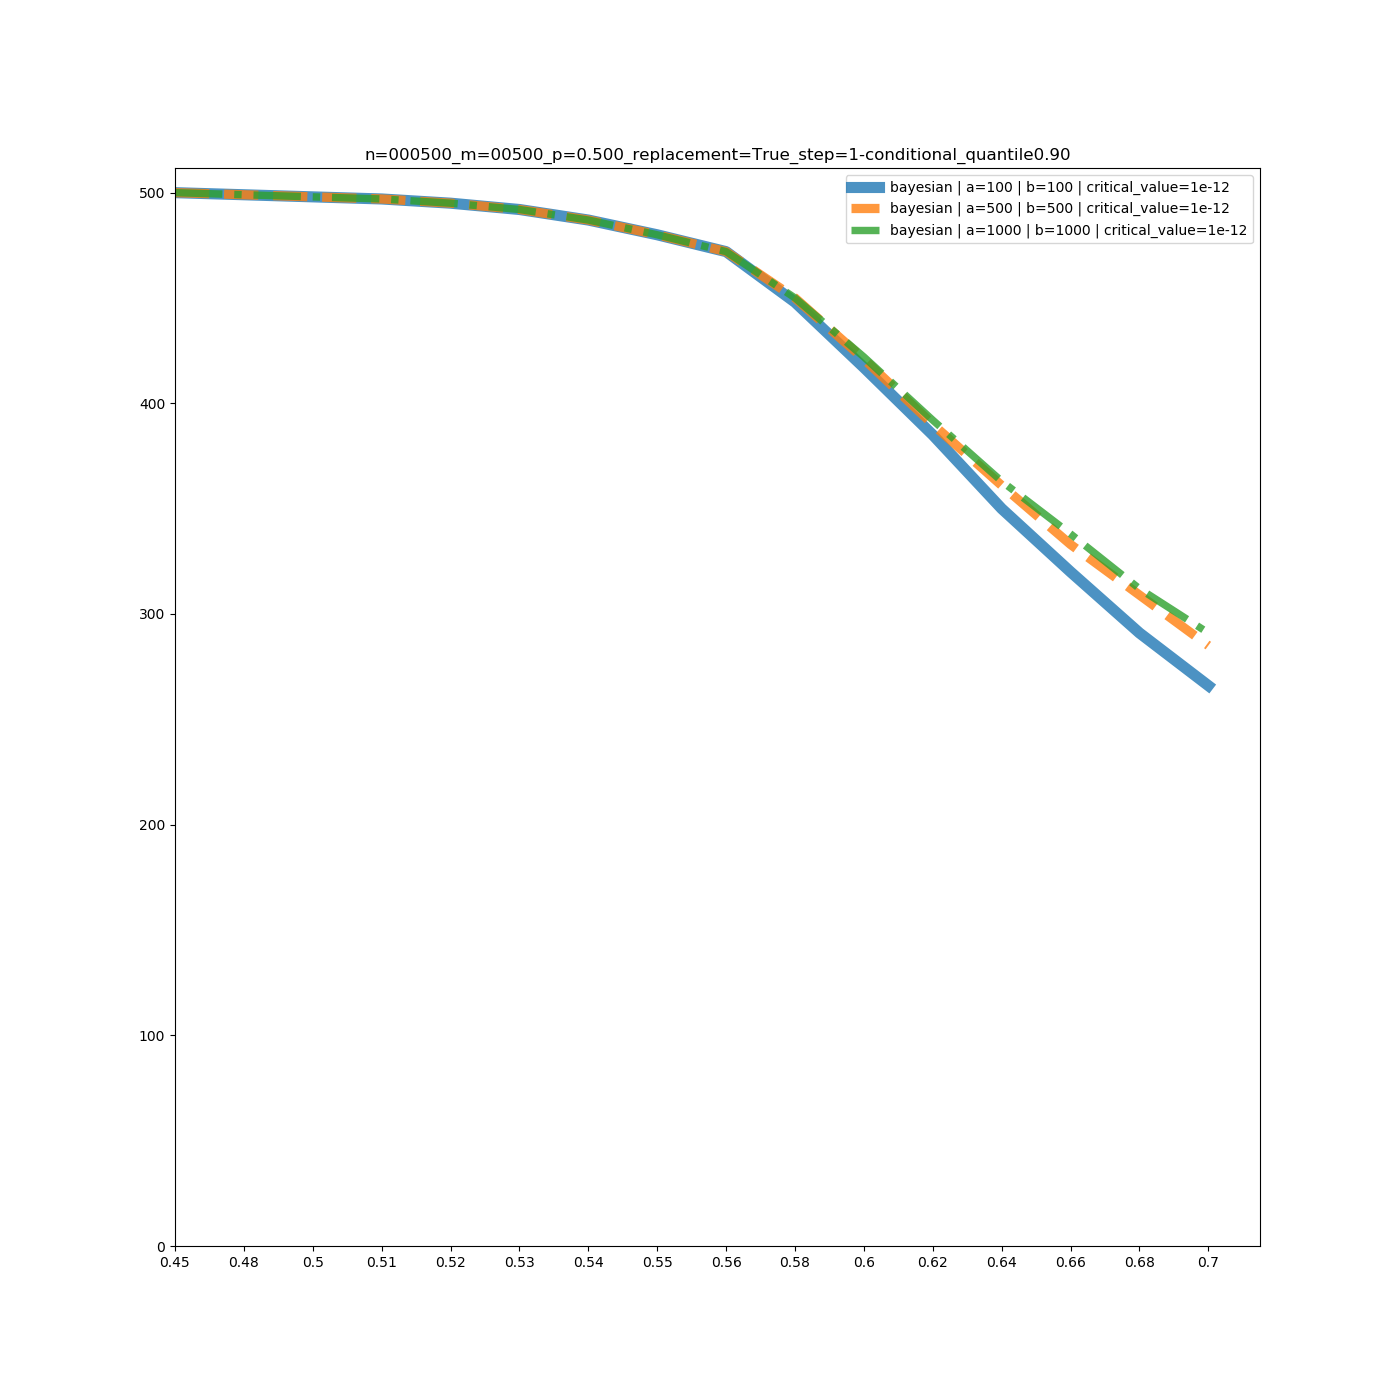 n=000500_m=00500_p=0.500_replacement=True_step=1-conditional_quantile0.90
bayesian | a=100 | b=100 | critical_value=1e-12
bayesian | a=500 | b=500 | critical_value=1e-12
bayesian | a=1000 | b=1000 | critical_value=1e-12
500
400
300
200
100
0
0.45 0.48 0.5 0.51 0.52 0.53 0.54 0.55 0.56 0.58 0.6 0.62 0.64 0.66 0.68 0.7